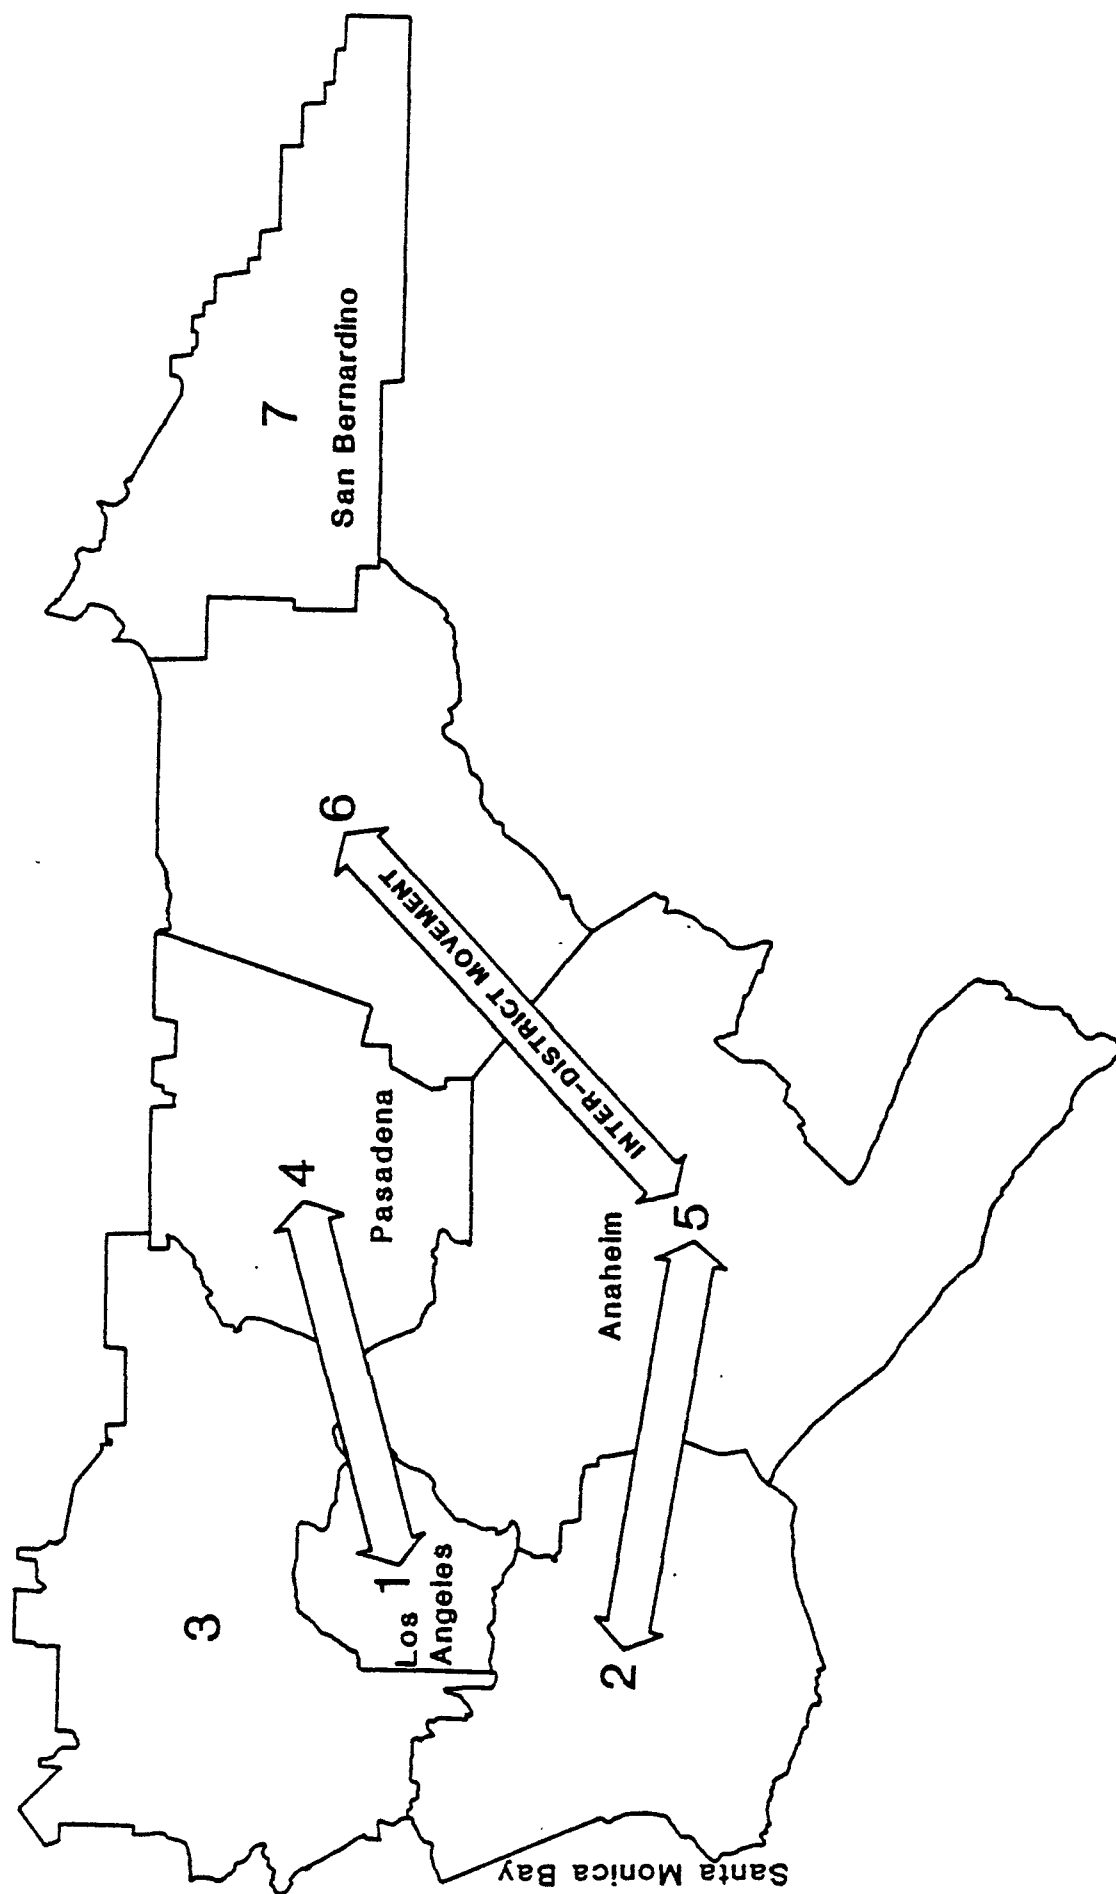 3
7
San Bernardino
4
Pasadena
6
1
Los
Angeles
INTER-DISTRICT MOVEMENT
Anaheim
5
2
Santa Monica Bay